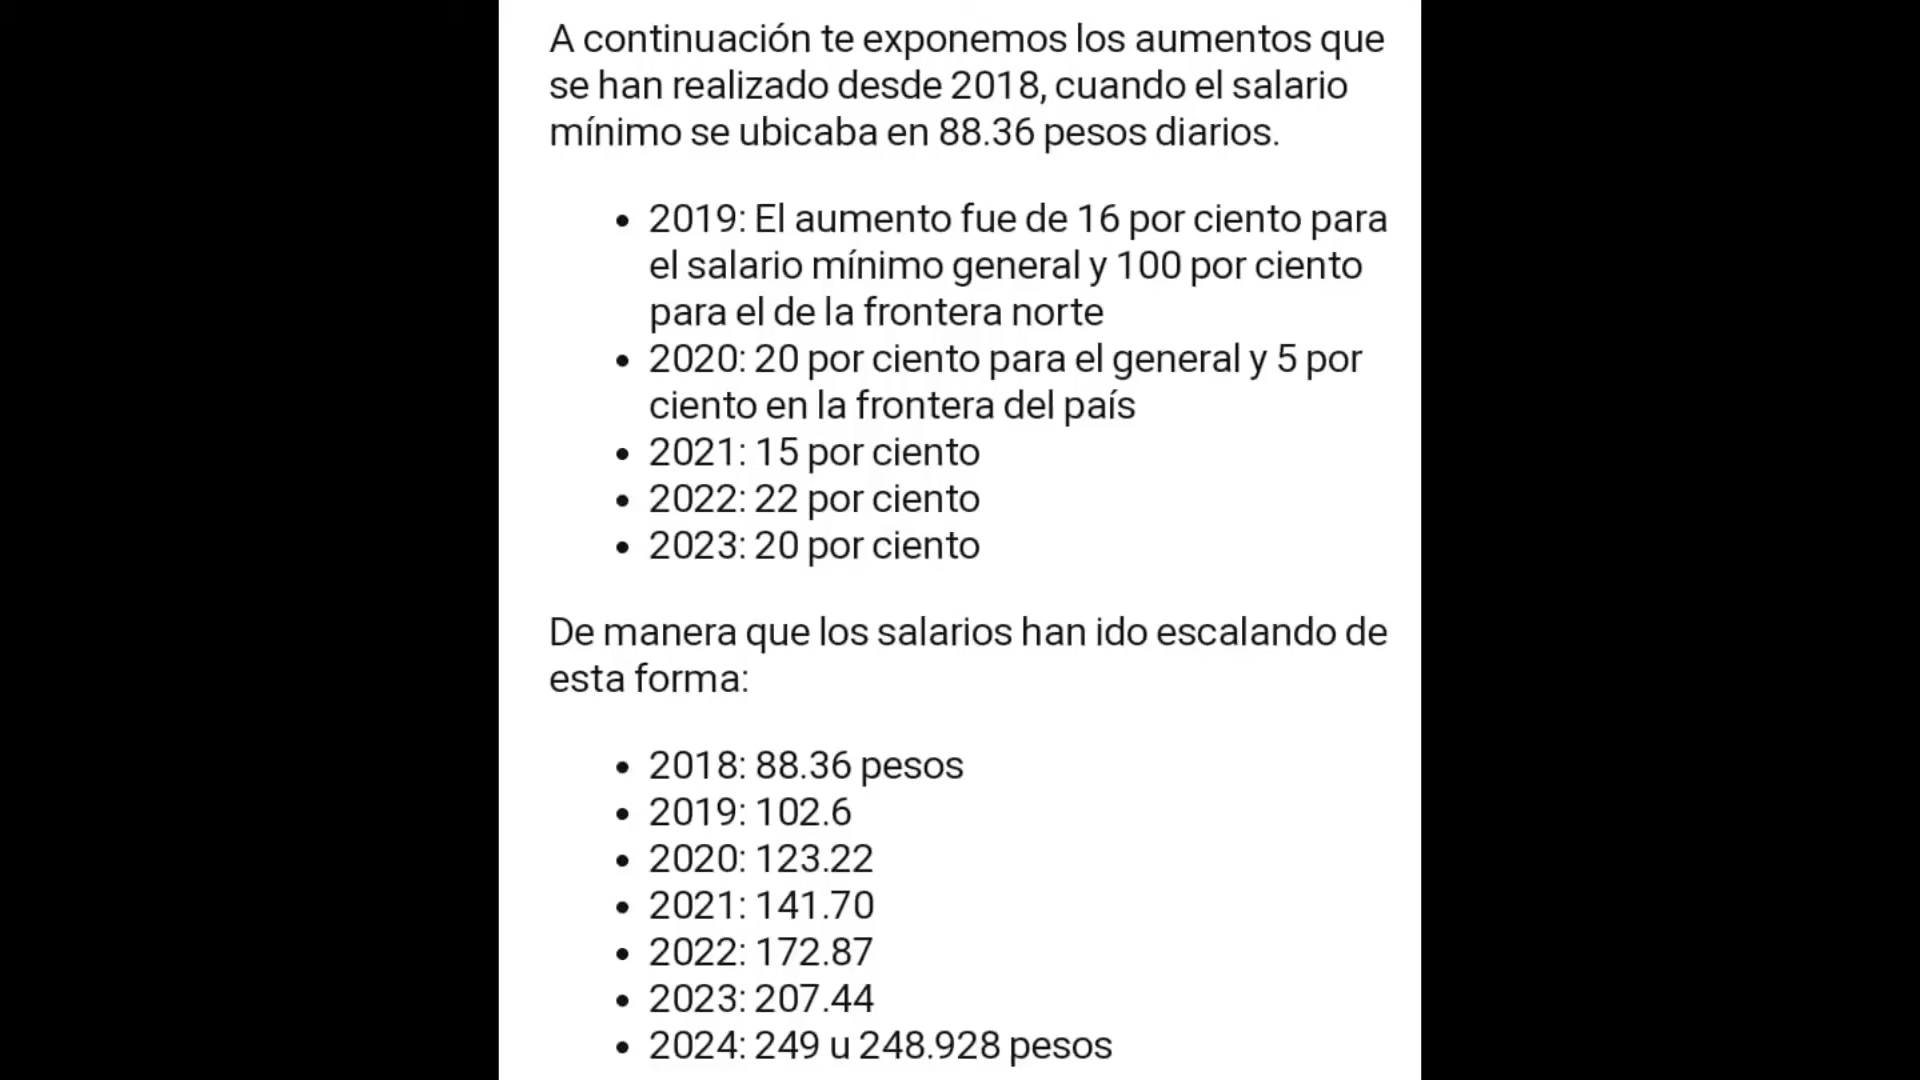 A continuación te exponemos los aumentos que
se han realizado desde 2018, cuando el salario
mínimo se ubicaba en 88.36 pesos diarios.
• 2019: El aumento fue de 16 por ciento para
el salario mínimo general y 100 por ciento
para el de la frontera norte
• 2020: 20 por ciento para el general y 5 por
ciento en la frontera del país
• 2021: 15 por ciento
• 2022: 22 por ciento
• 2023: 20 por ciento
De manera que los salarios han ido escalando de
esta forma:
• 2018: 88.36 pesos
• 2019: 102.6
• 2020: 123.22
• 2021: 141.70
• 2022: 172.87
• 2023: 207.44
• 2024: 249 u 248.928 pesos